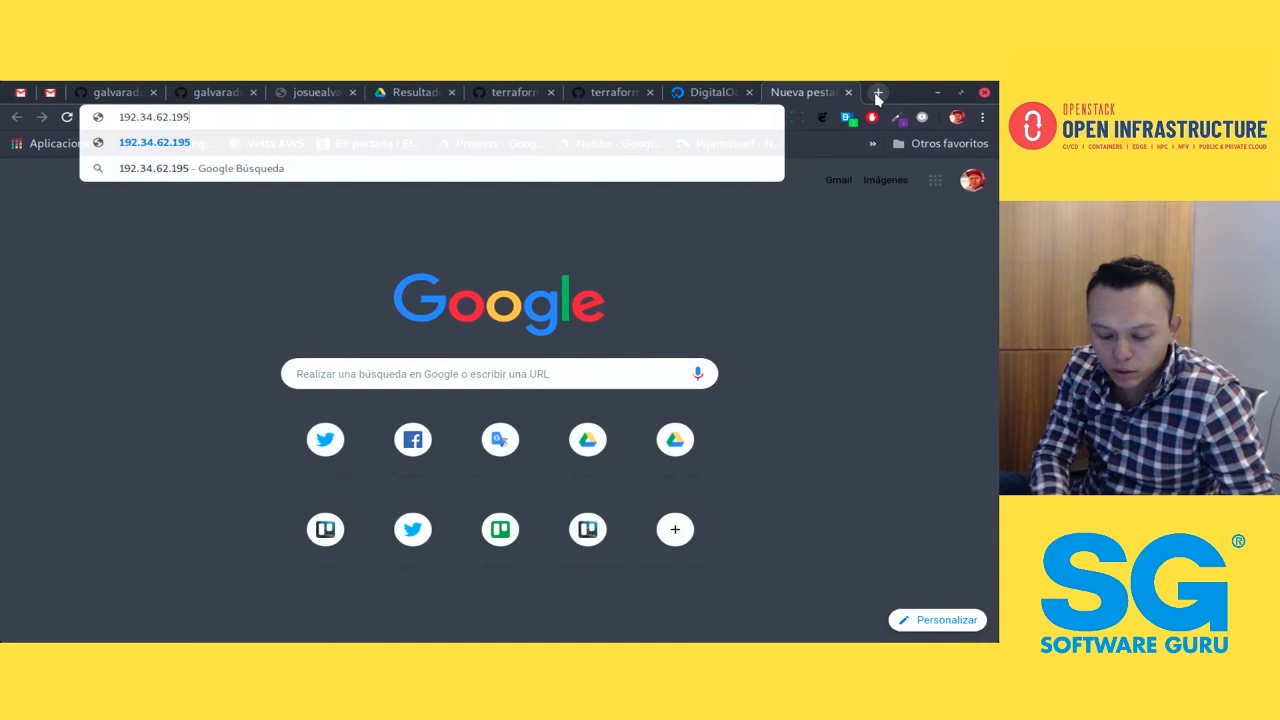 galvarad
galvarad
josuealva
Resultad
terraform
terraform
DigitalOc
Nueva pesta
192.34.62.195
192.34.62.195
192.34.62.195 - Google Búsqueda
Aplicacion
Otros favoritos
Gmail Imágenes
Google
Realizar una búsqueda en Google o escribir una URL
Personalizar
OPENSTACK
OPEN INFRASTRUCTURE
CI/CD | CONTAINERS | EDGE | HPC | NFV | PUBLIC & PRIVATE CLOUD
SG®
SOFTWARE GURU